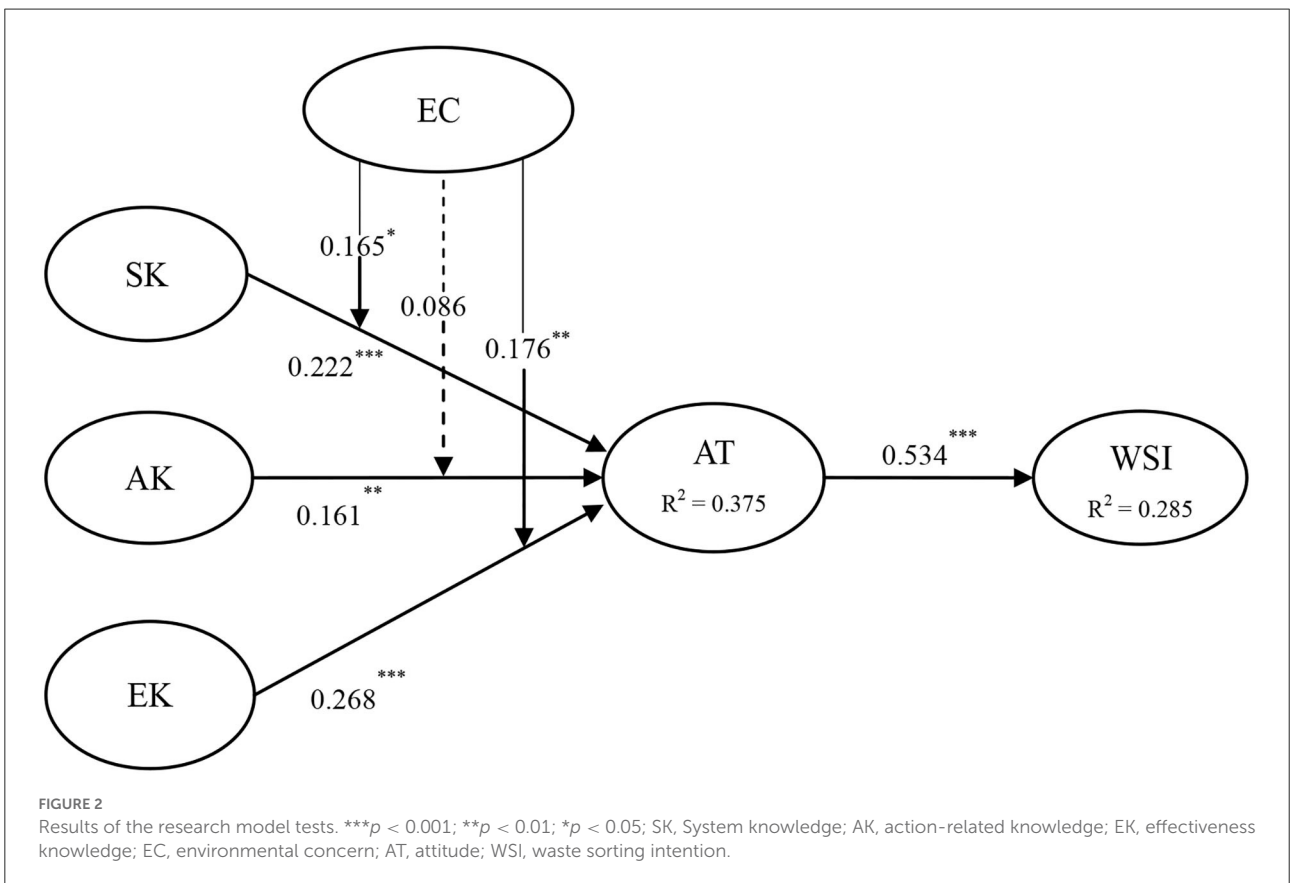 EC
0.165*
SK
0.086
0.176**
0.222***
AT
R² = 0.375
0.534***
WSI
R² = 0.285
AK
0.161**
0.268***
EK
FIGURE 2
Results of the research model tests. ***p < 0.001; **p < 0.01; *p < 0.05; SK, System knowledge; AK, action-related knowledge; EK, effectiveness
knowledge; EC, environmental concern; AT, attitude; WSI, waste sorting intention.